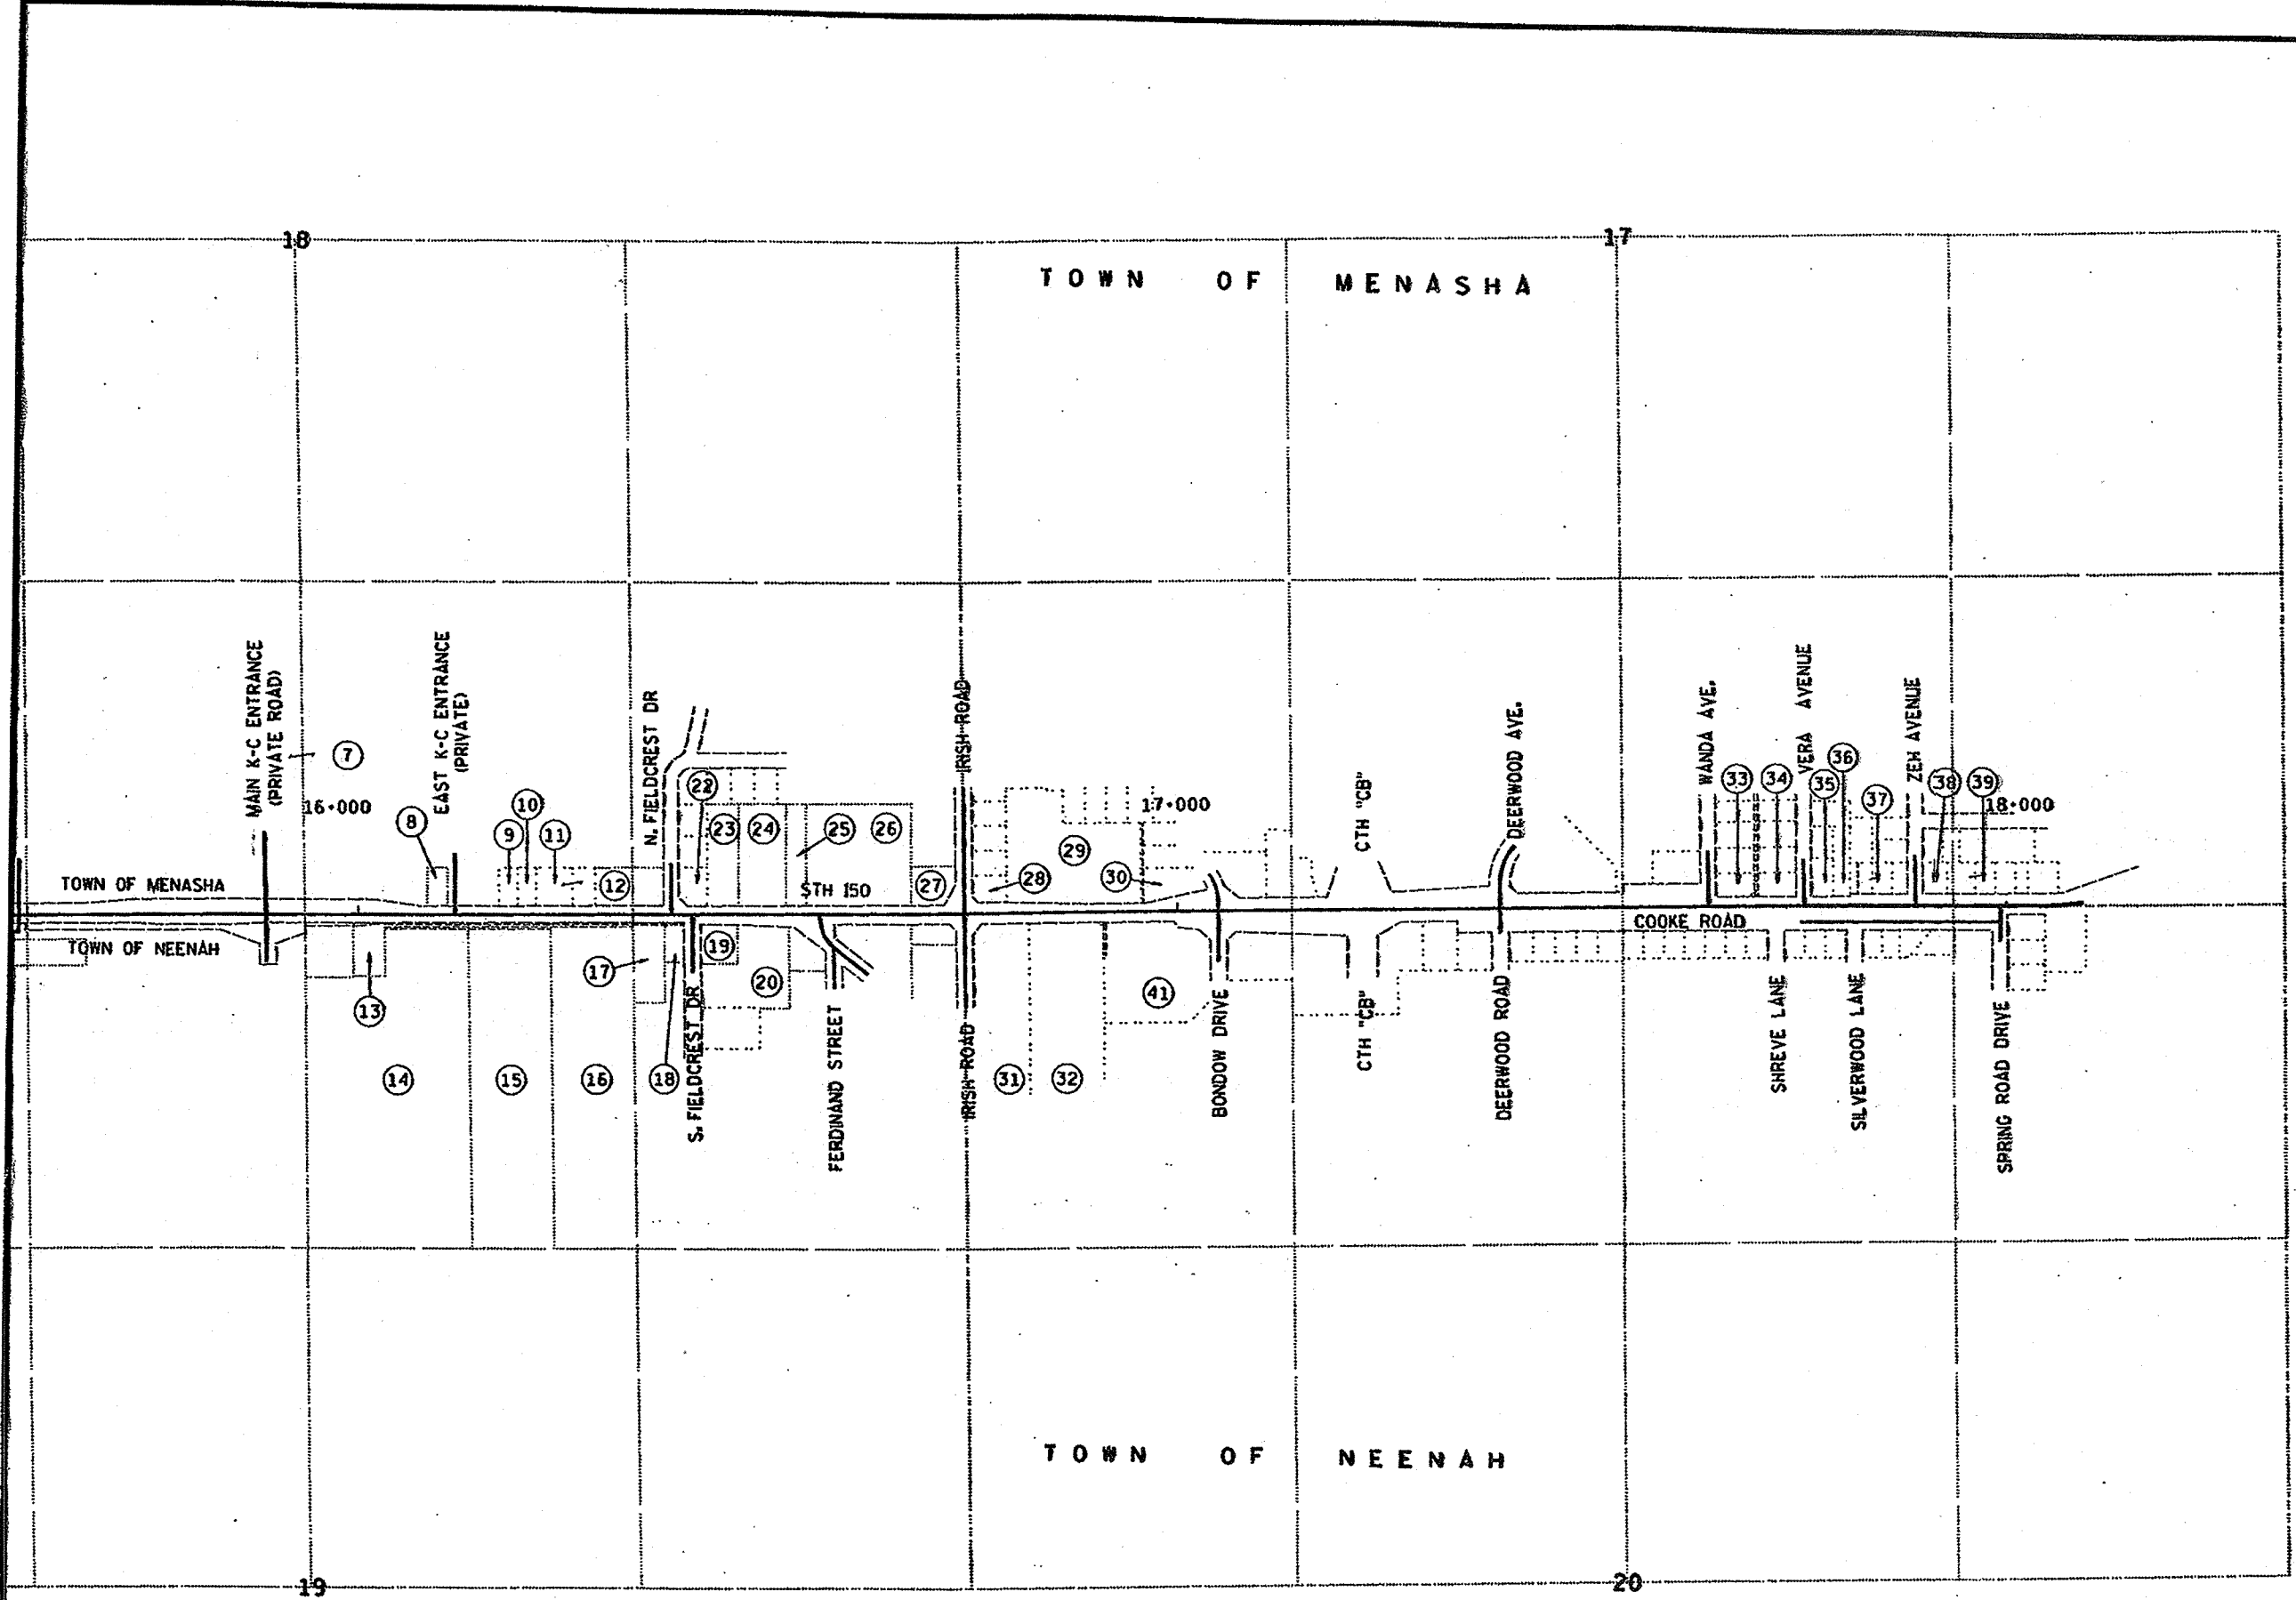 18
17
TOWN OF MENASHA
MAIN K-C ENTRANCE
(PRIVATE ROAD)
7
16+000
EAST K-C ENTRANCE
(PRIVATE)
8
9
10
11
12
N. FIELDCREST DR
22
23
24
25
26
27
STH 150
IRISH ROAD
28
29
30
17+000
CTH "CB"
DEERWOOD AVE.
WANDA AVE.
33
34
VERA AVENUE
35
36
37
ZEH AVENUE
38
39
18+000
TOWN OF MENASHA
TOWN OF NEENAH
COOKE ROAD
13
14
15
16
17
18
19
20
S. FIELDCREST DR
FERDINAND STREET
IRISH ROAD
31
32
41
BONDOW DRIVE
CTH "CB"
DEERWOOD ROAD
SHREVE LANE
SILVERWOOD LANE
SPRING ROAD DRIVE
TOWN OF NEENAH
19
20